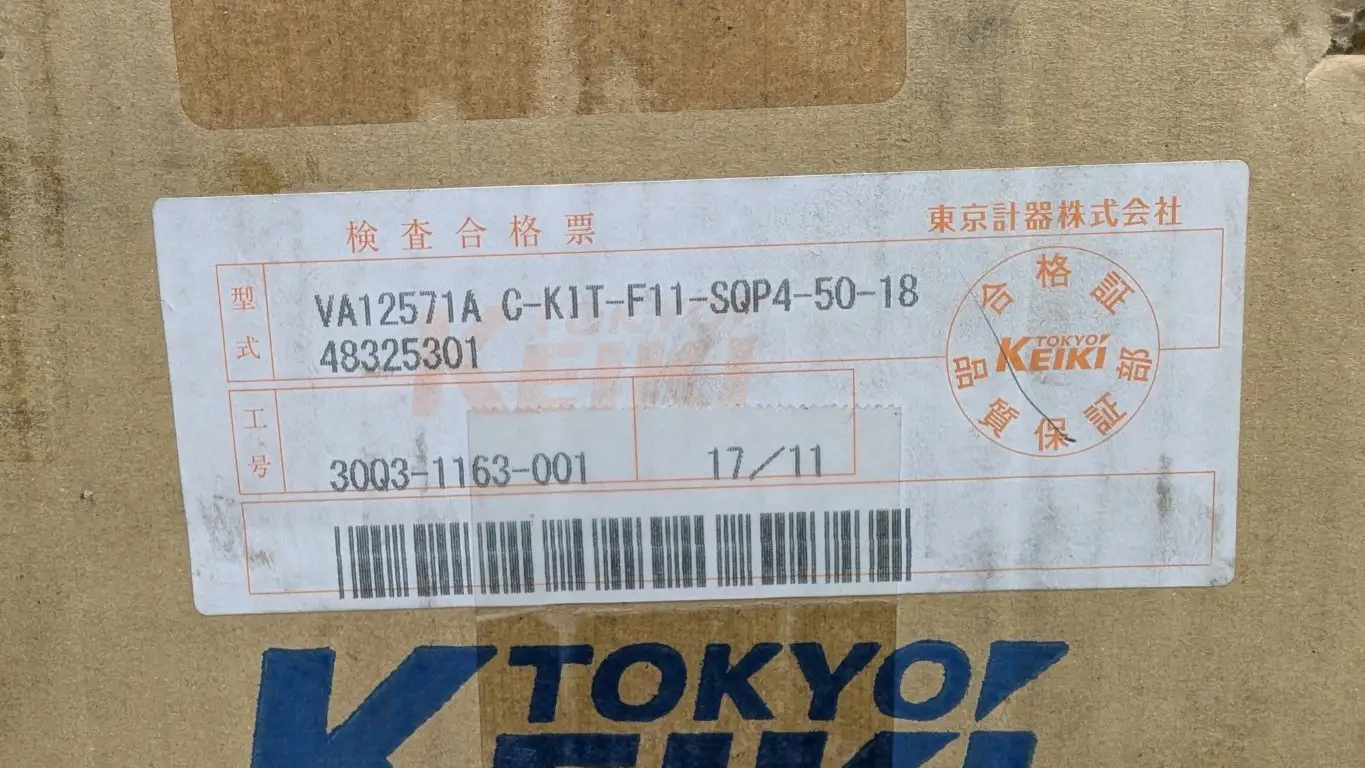 検査合格票
東京計器株式会社
型式
VA12571A C-KIT-F11-SQP4-50-18
48325301
TOKYO
KEIKI
工号
30Q3-1163-001
17/11
合格証
TOKYO
KEIKI
品質保証部
TOKYO
KEIKI